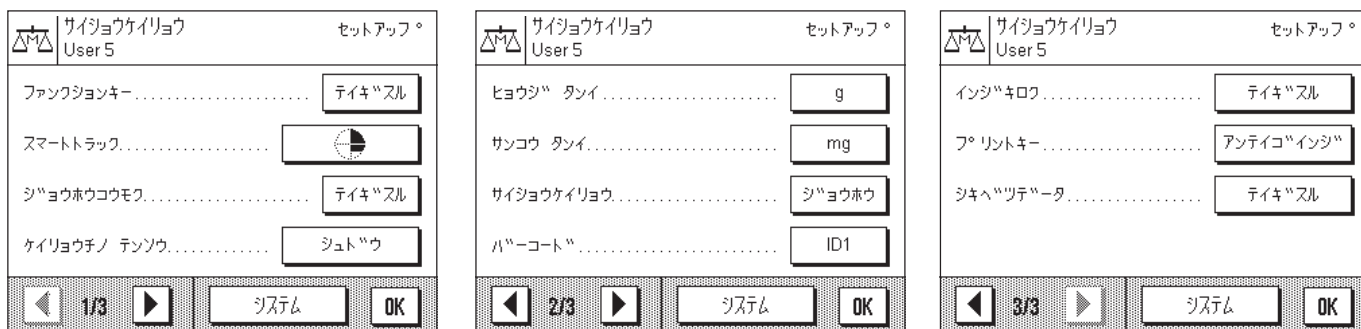 サイショウケイリョウ セットアップ
User 5
ファンクションキー...................... テイギスル
スマートトラック...................
ジョウホウコウモク...................... テイギスル
ケイリョウチノ テンソウ............. シュドウ
1/3 システム OK
サイショウケイリョウ セットアップ
User 5
ヒョウジ タンイ...................... g
サンコウ タンイ...................... mg
サイショウケイリョウ..................... ジョウホウ
バーコード......................... ID1
2/3 システム OK
サイショウケイリョウ セットアップ
User 5
インジキロク.................... テイギスル
プリントキー.................... アンテイゴインジ
シキベツデータ.................. テイギスル
3/3 システム OK